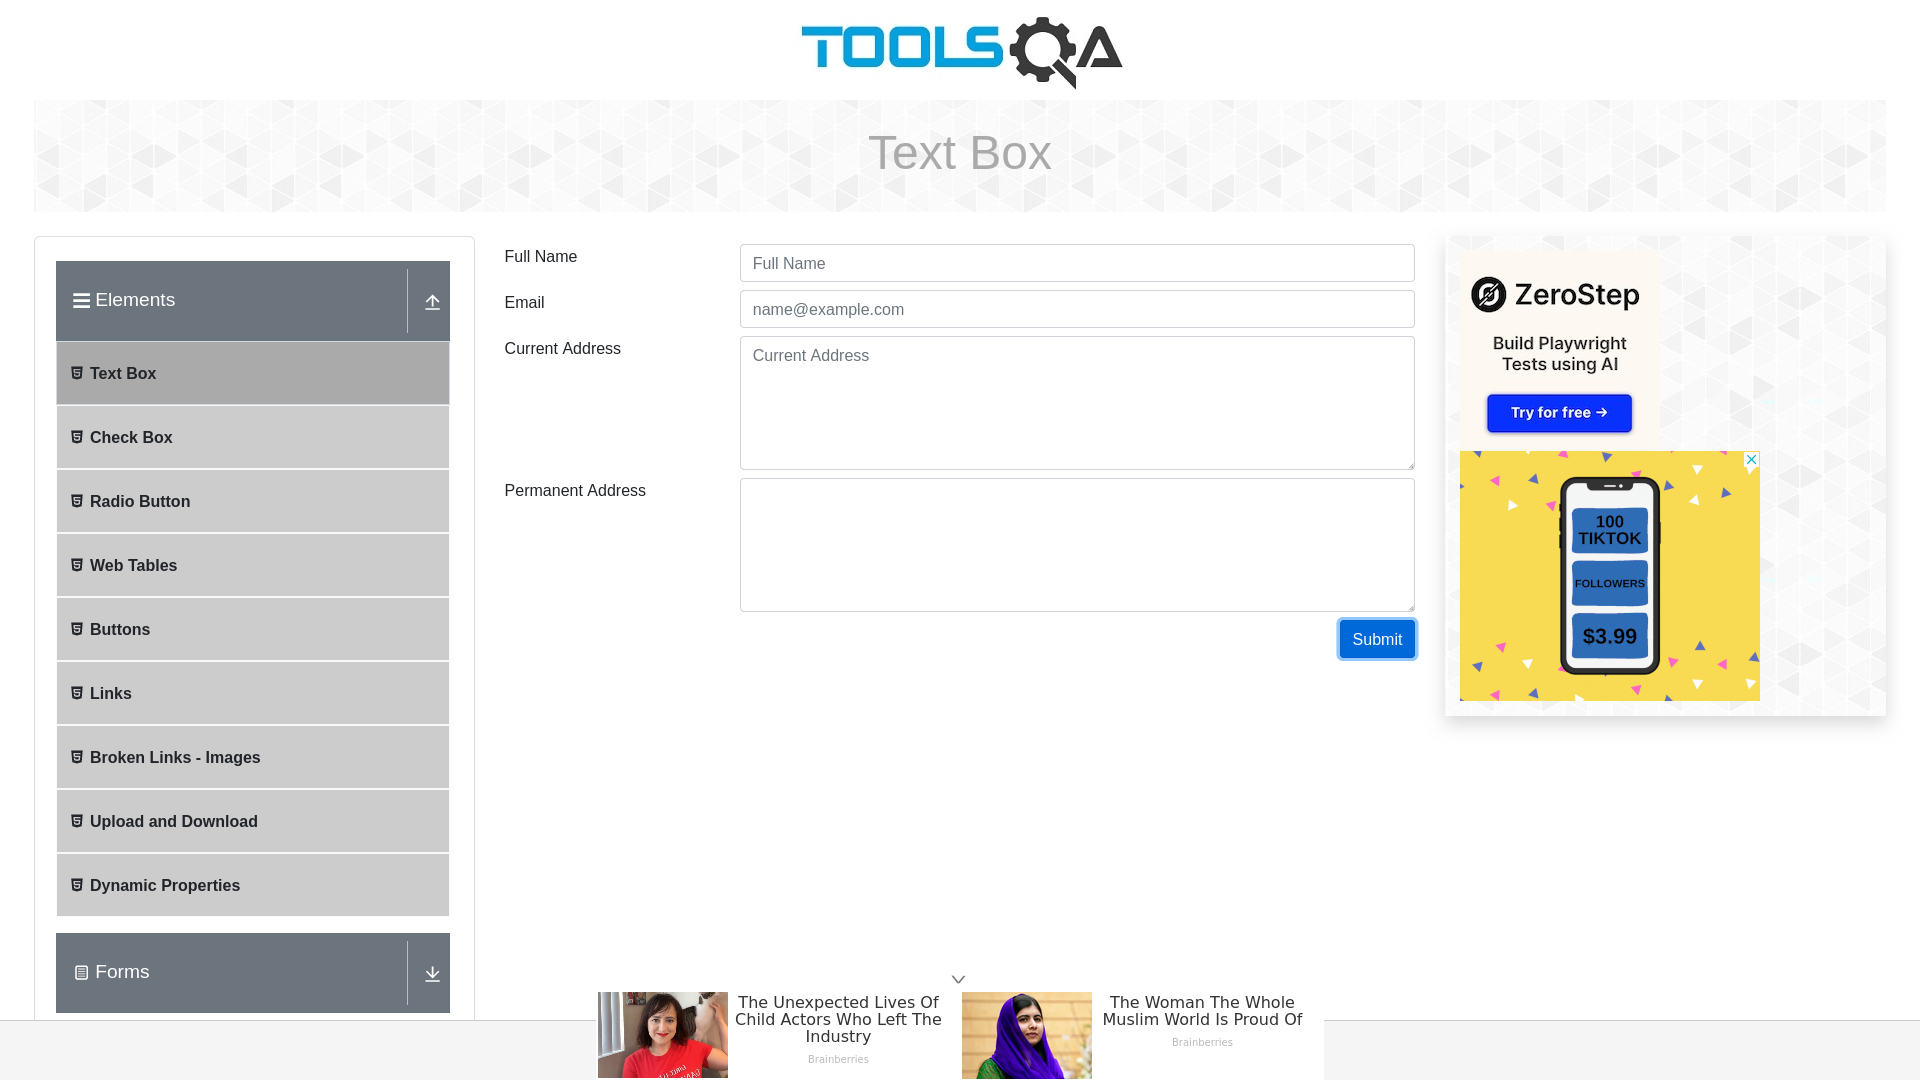 TOOLSQA
Text Box
Elements
Text Box
Check Box
Radio Button
Web Tables
Buttons
Links
Broken Links - Images
Upload and Download
Dynamic Properties
Forms
Full Name
Full Name
Email
name@example.com
Current Address
Current Address
Permanent Address
Submit
ZeroStep
Build Playwright
Tests using AI
Try for free →
100
TIKTOK
FOLLOWERS
$3.99
The Unexpected Lives Of
Child Actors Who Left The
Industry
Brainberries
The Woman The Whole
Muslim World Is Proud Of
Brainberries